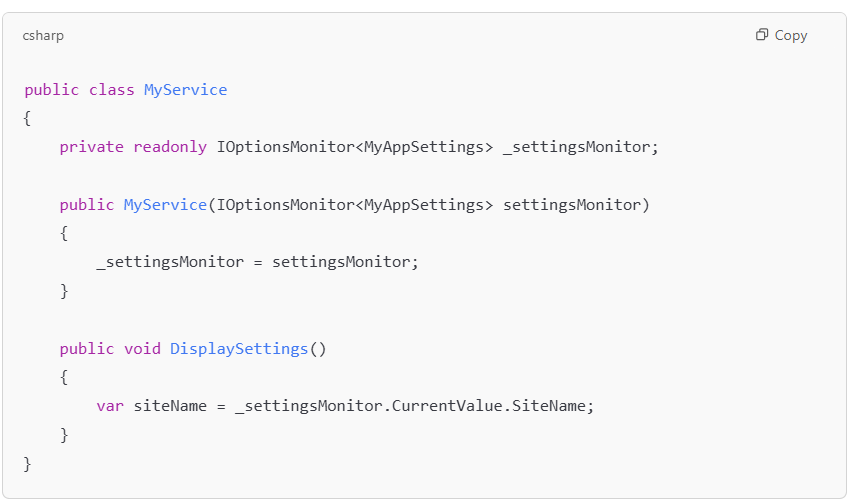 csharp
Copy
public class MyService
{
    private readonly IOptionsMonitor<MyAppSettings> _settingsMonitor;
    public MyService(IOptionsMonitor<MyAppSettings> settingsMonitor)
    {
        _settingsMonitor = settingsMonitor;
    }
    public void DisplaySettings()
    {
        var siteName = _settingsMonitor.CurrentValue.SiteName;
    }
}